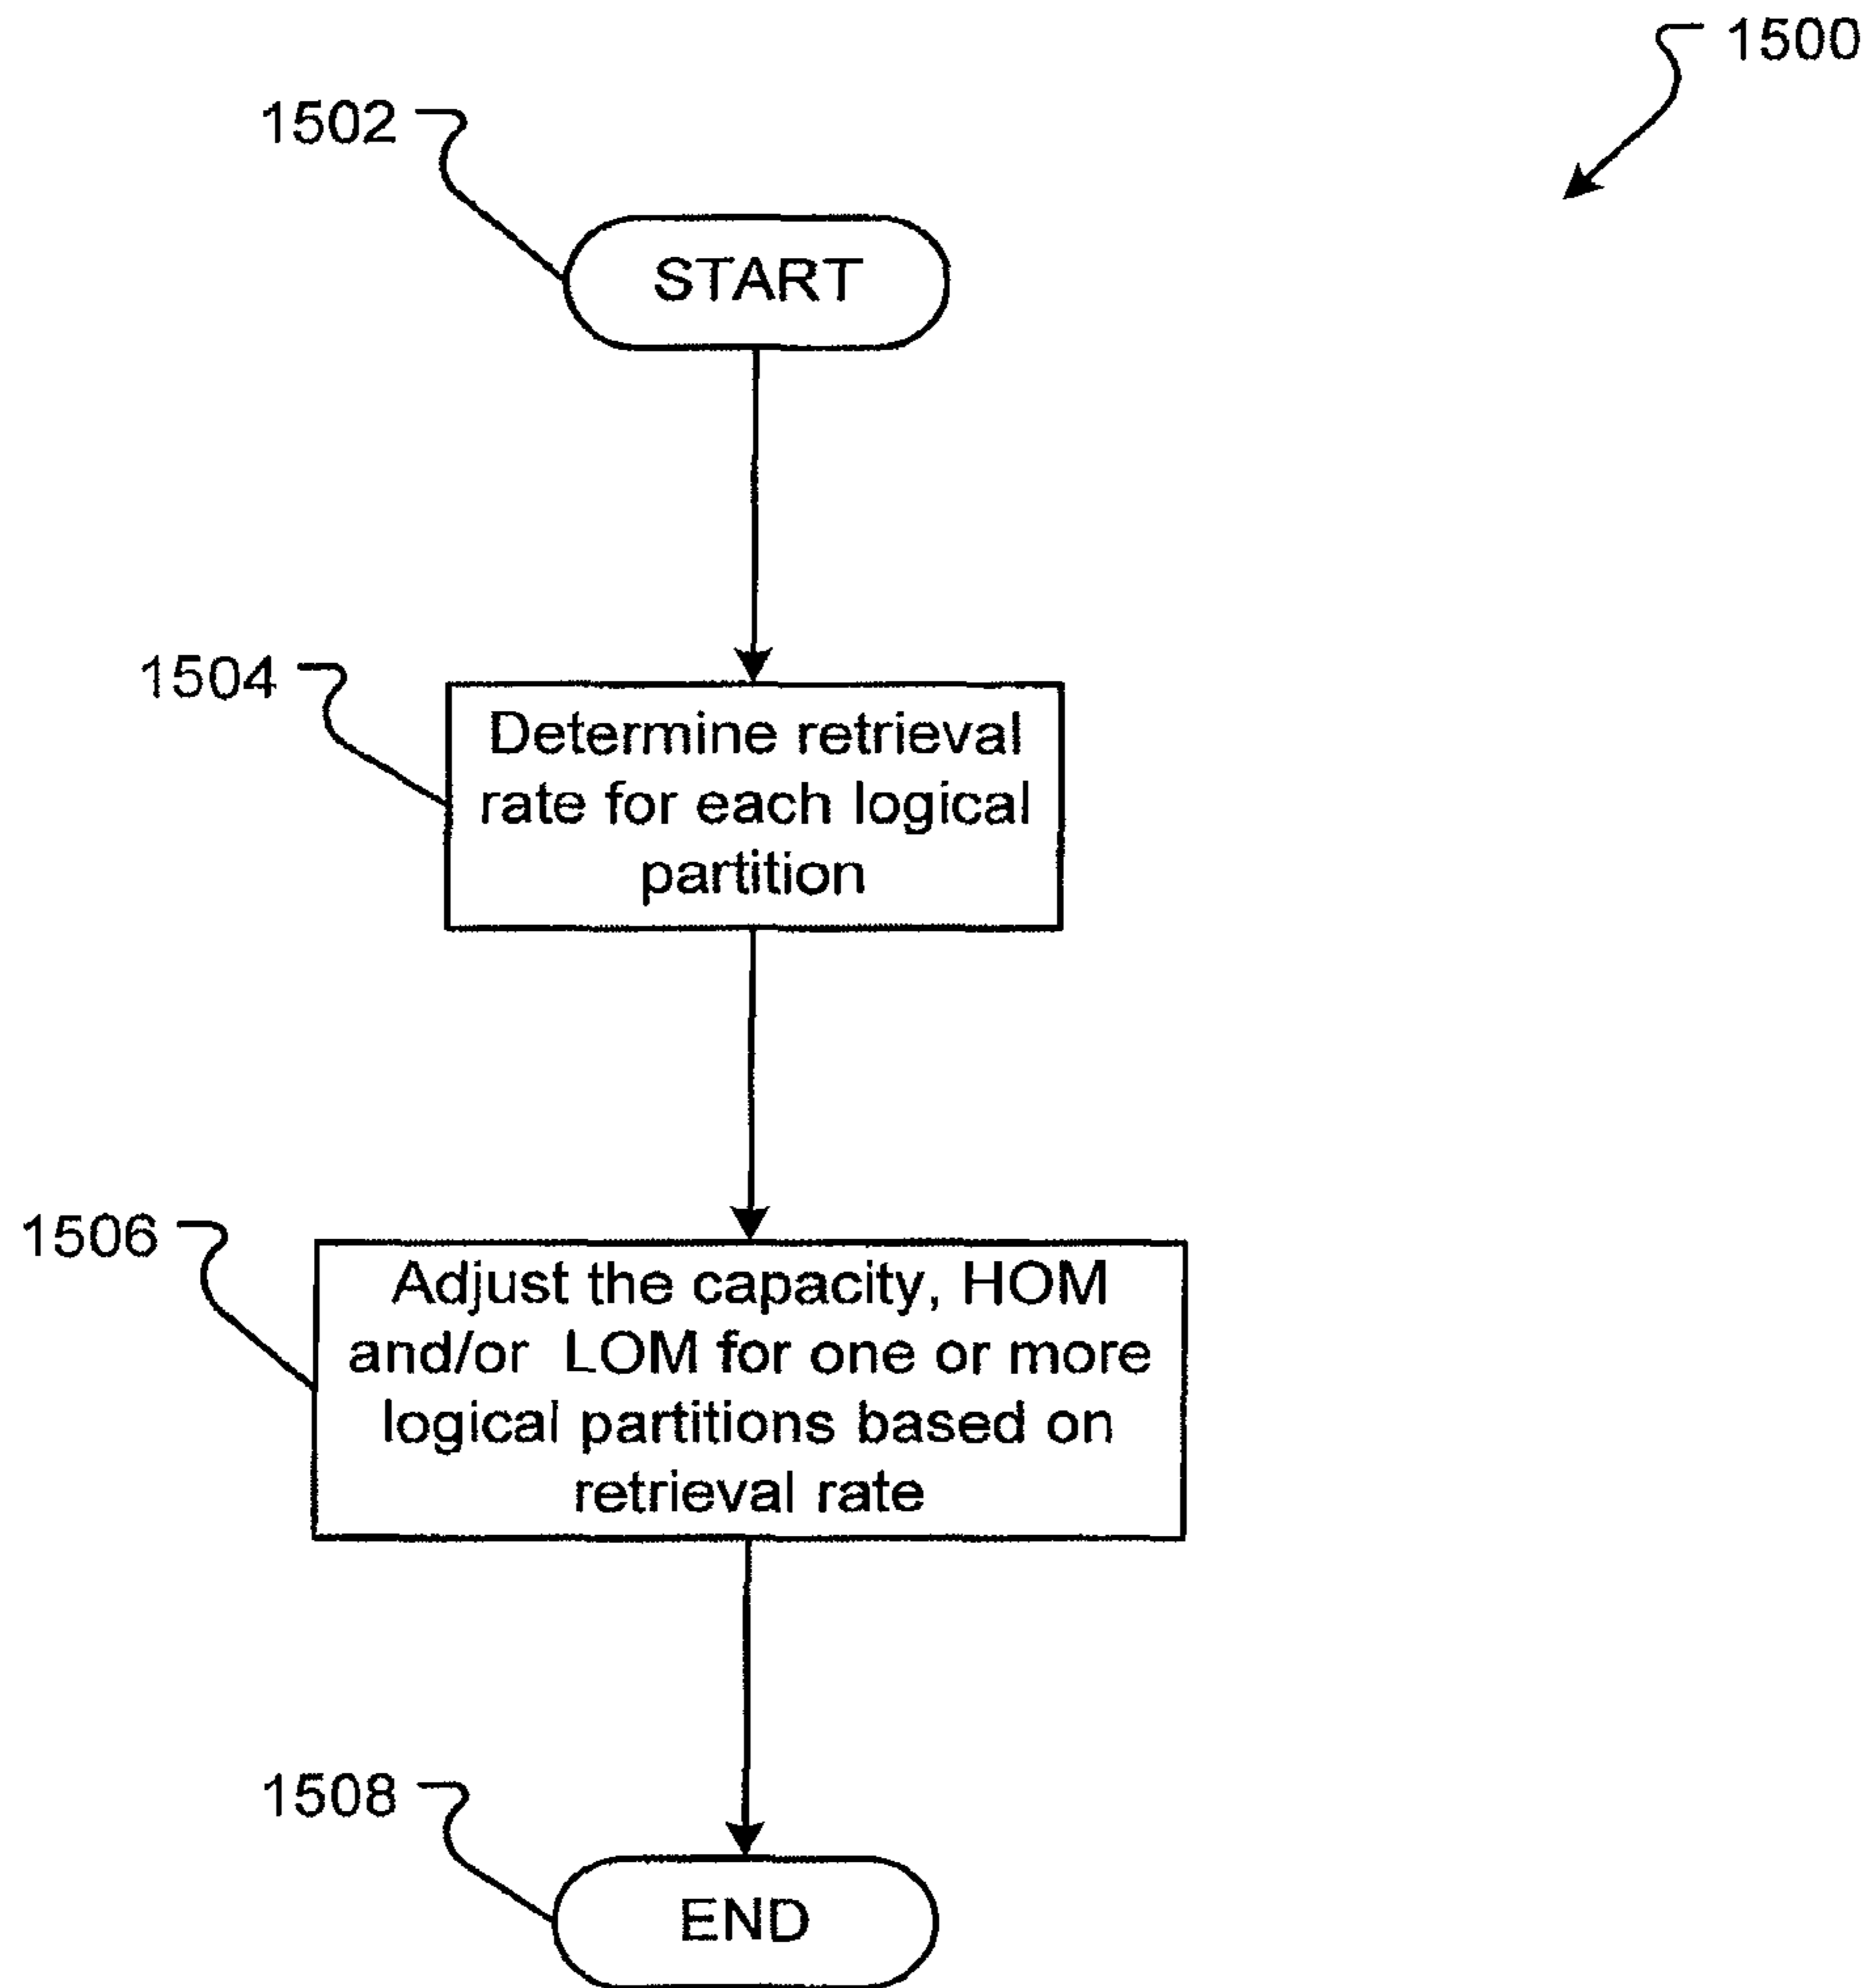 1500
1502
START
1504
Determine retrieval
rate for each logical
partition
1506
Adjust the capacity, HOM
and/or LOM for one or more
logical partitions based on
retrieval rate
1508
END